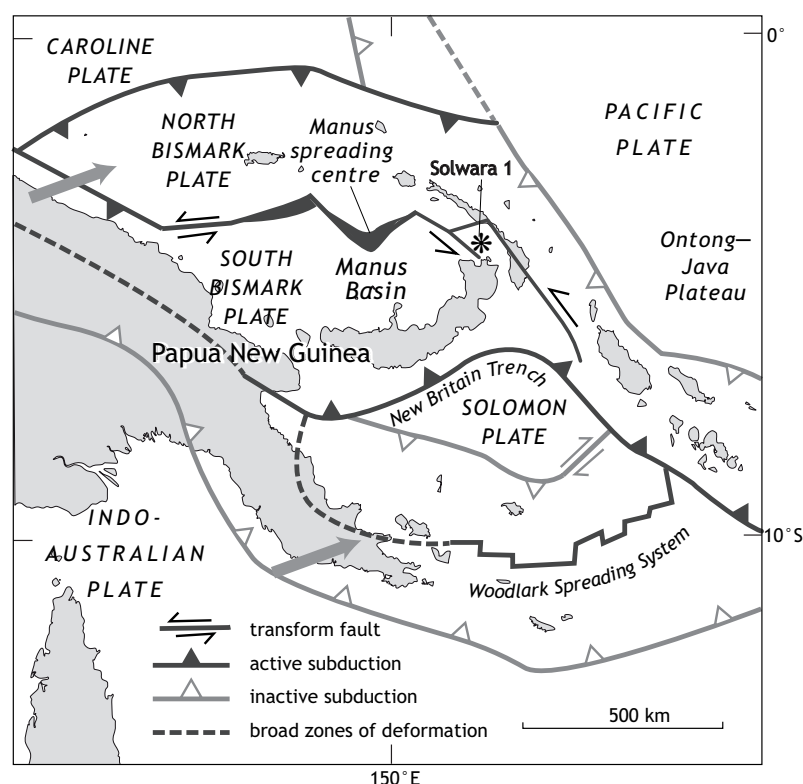 CAROLINE
PLATE
0°
PACIFIC
PLATE
NORTH
BISMARK
PLATE
Manus
spreading
centre
Solwara 1
Ontong–
Java
Plateau
SOUTH
BISMARK
PLATE
Manus
Basin
Papua New Guinea
New Britain Trench
SOLOMON
PLATE
INDO-
AUSTRALIAN
PLATE
10°S
Woodlark Spreading System
transform fault
active subduction
inactive subduction
broad zones of deformation
500 km
150°E